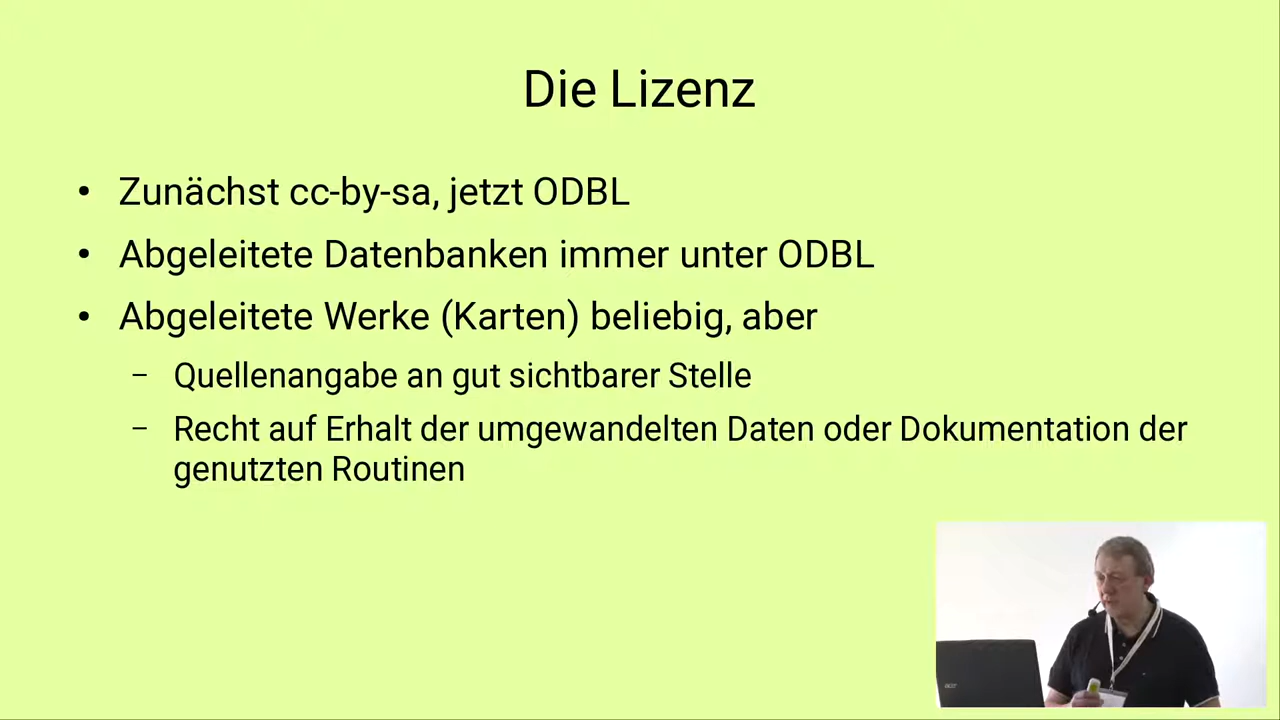 Die Lizenz
• Zunächst cc-by-sa, jetzt ODBL
• Abgeleitete Datenbanken immer unter ODBL
• Abgeleitete Werke (Karten) beliebig, aber
– Quellenangabe an gut sichtbarer Stelle
– Recht auf Erhalt der umgewandelten Daten oder Dokumentation der
genutzten Routinen
acer